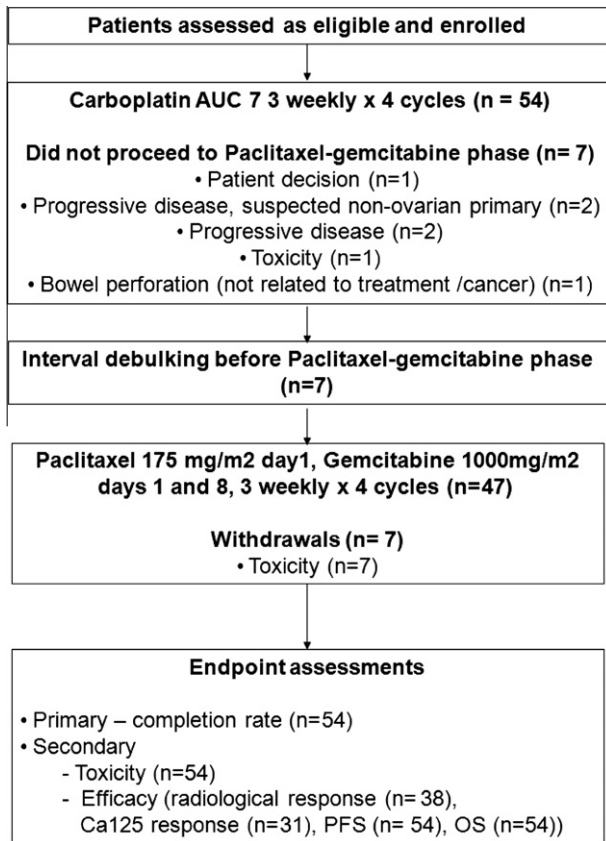 Patients assessed as eligible and enrolled
Carboplatin AUC 7 3 weekly x 4 cycles (n = 54)
Did not proceed to Paclitaxel-gemcitabine phase (n= 7)
• Patient decision (n=1)
• Progressive disease, suspected non-ovarian primary (n=2)
• Progressive disease (n=2)
• Toxicity (n=1)
• Bowel perforation (not related to treatment /cancer) (n=1)
Interval debulking before Paclitaxel-gemcitabine phase
(n=7)
Paclitaxel 175 mg/m2 day1, Gemcitabine 1000mg/m2
days 1 and 8, 3 weekly x 4 cycles (n=47)
Withdrawals (n= 7)
• Toxicity (n=7)
Endpoint assessments
• Primary – completion rate (n=54)
• Secondary
- Toxicity (n=54)
- Efficacy (radiological response (n= 38),
Ca125 response (n=31), PFS (n= 54), OS (n=54))